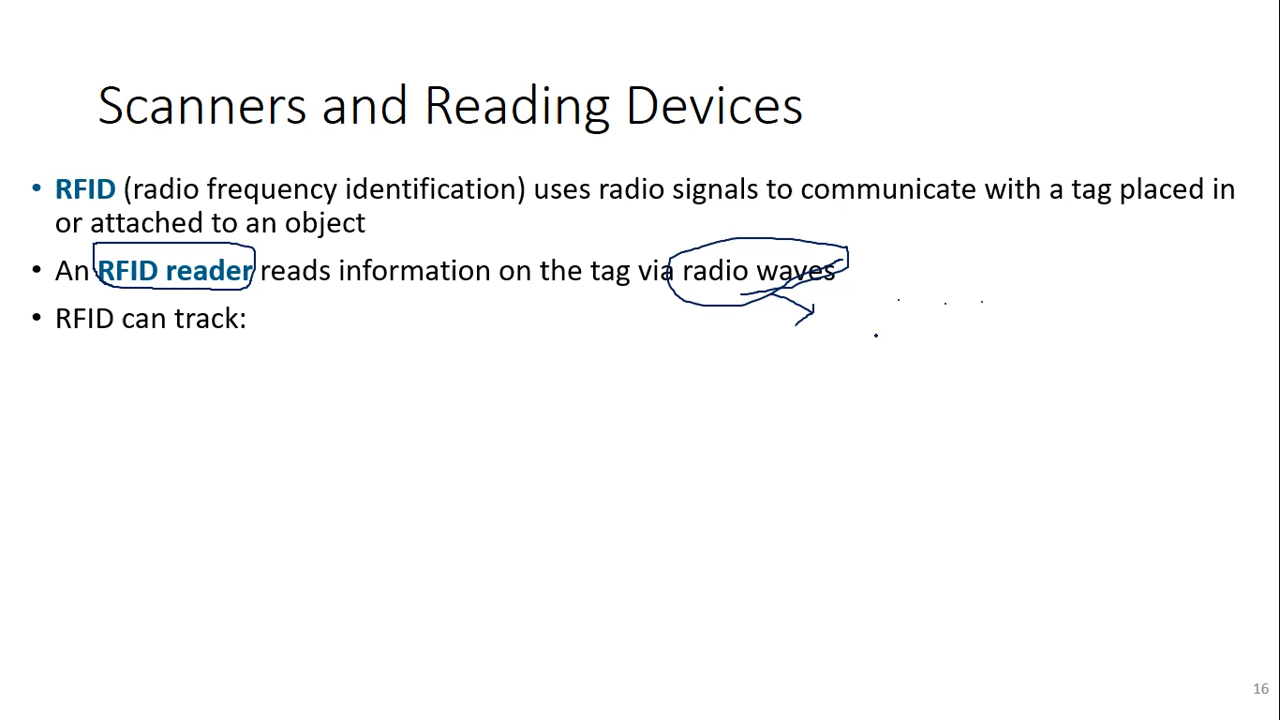 Scanners and Reading Devices
• RFID (radio frequency identification) uses radio signals to communicate with a tag placed in
or attached to an object
• An RFID reader reads information on the tag via radio waves
• RFID can track:
16